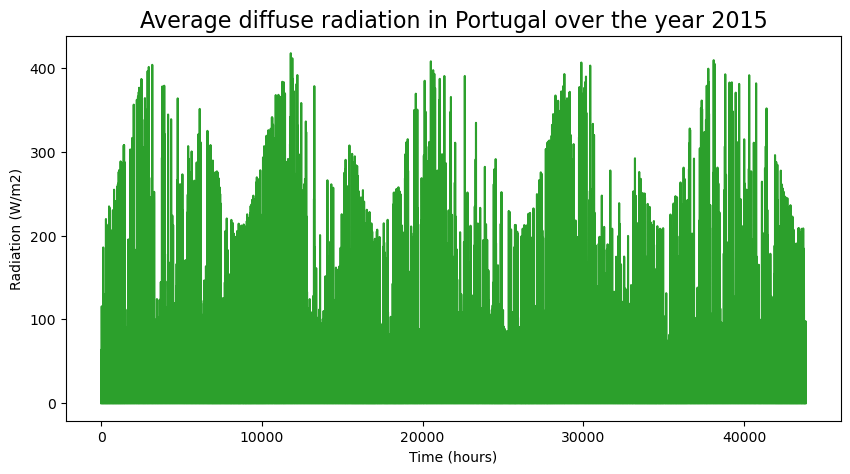 Average diffuse radiation in Portugal over the year 2015
Radiation (W/m2)
400
300
200
100
0
0 10000 20000 30000 40000
Time (hours)